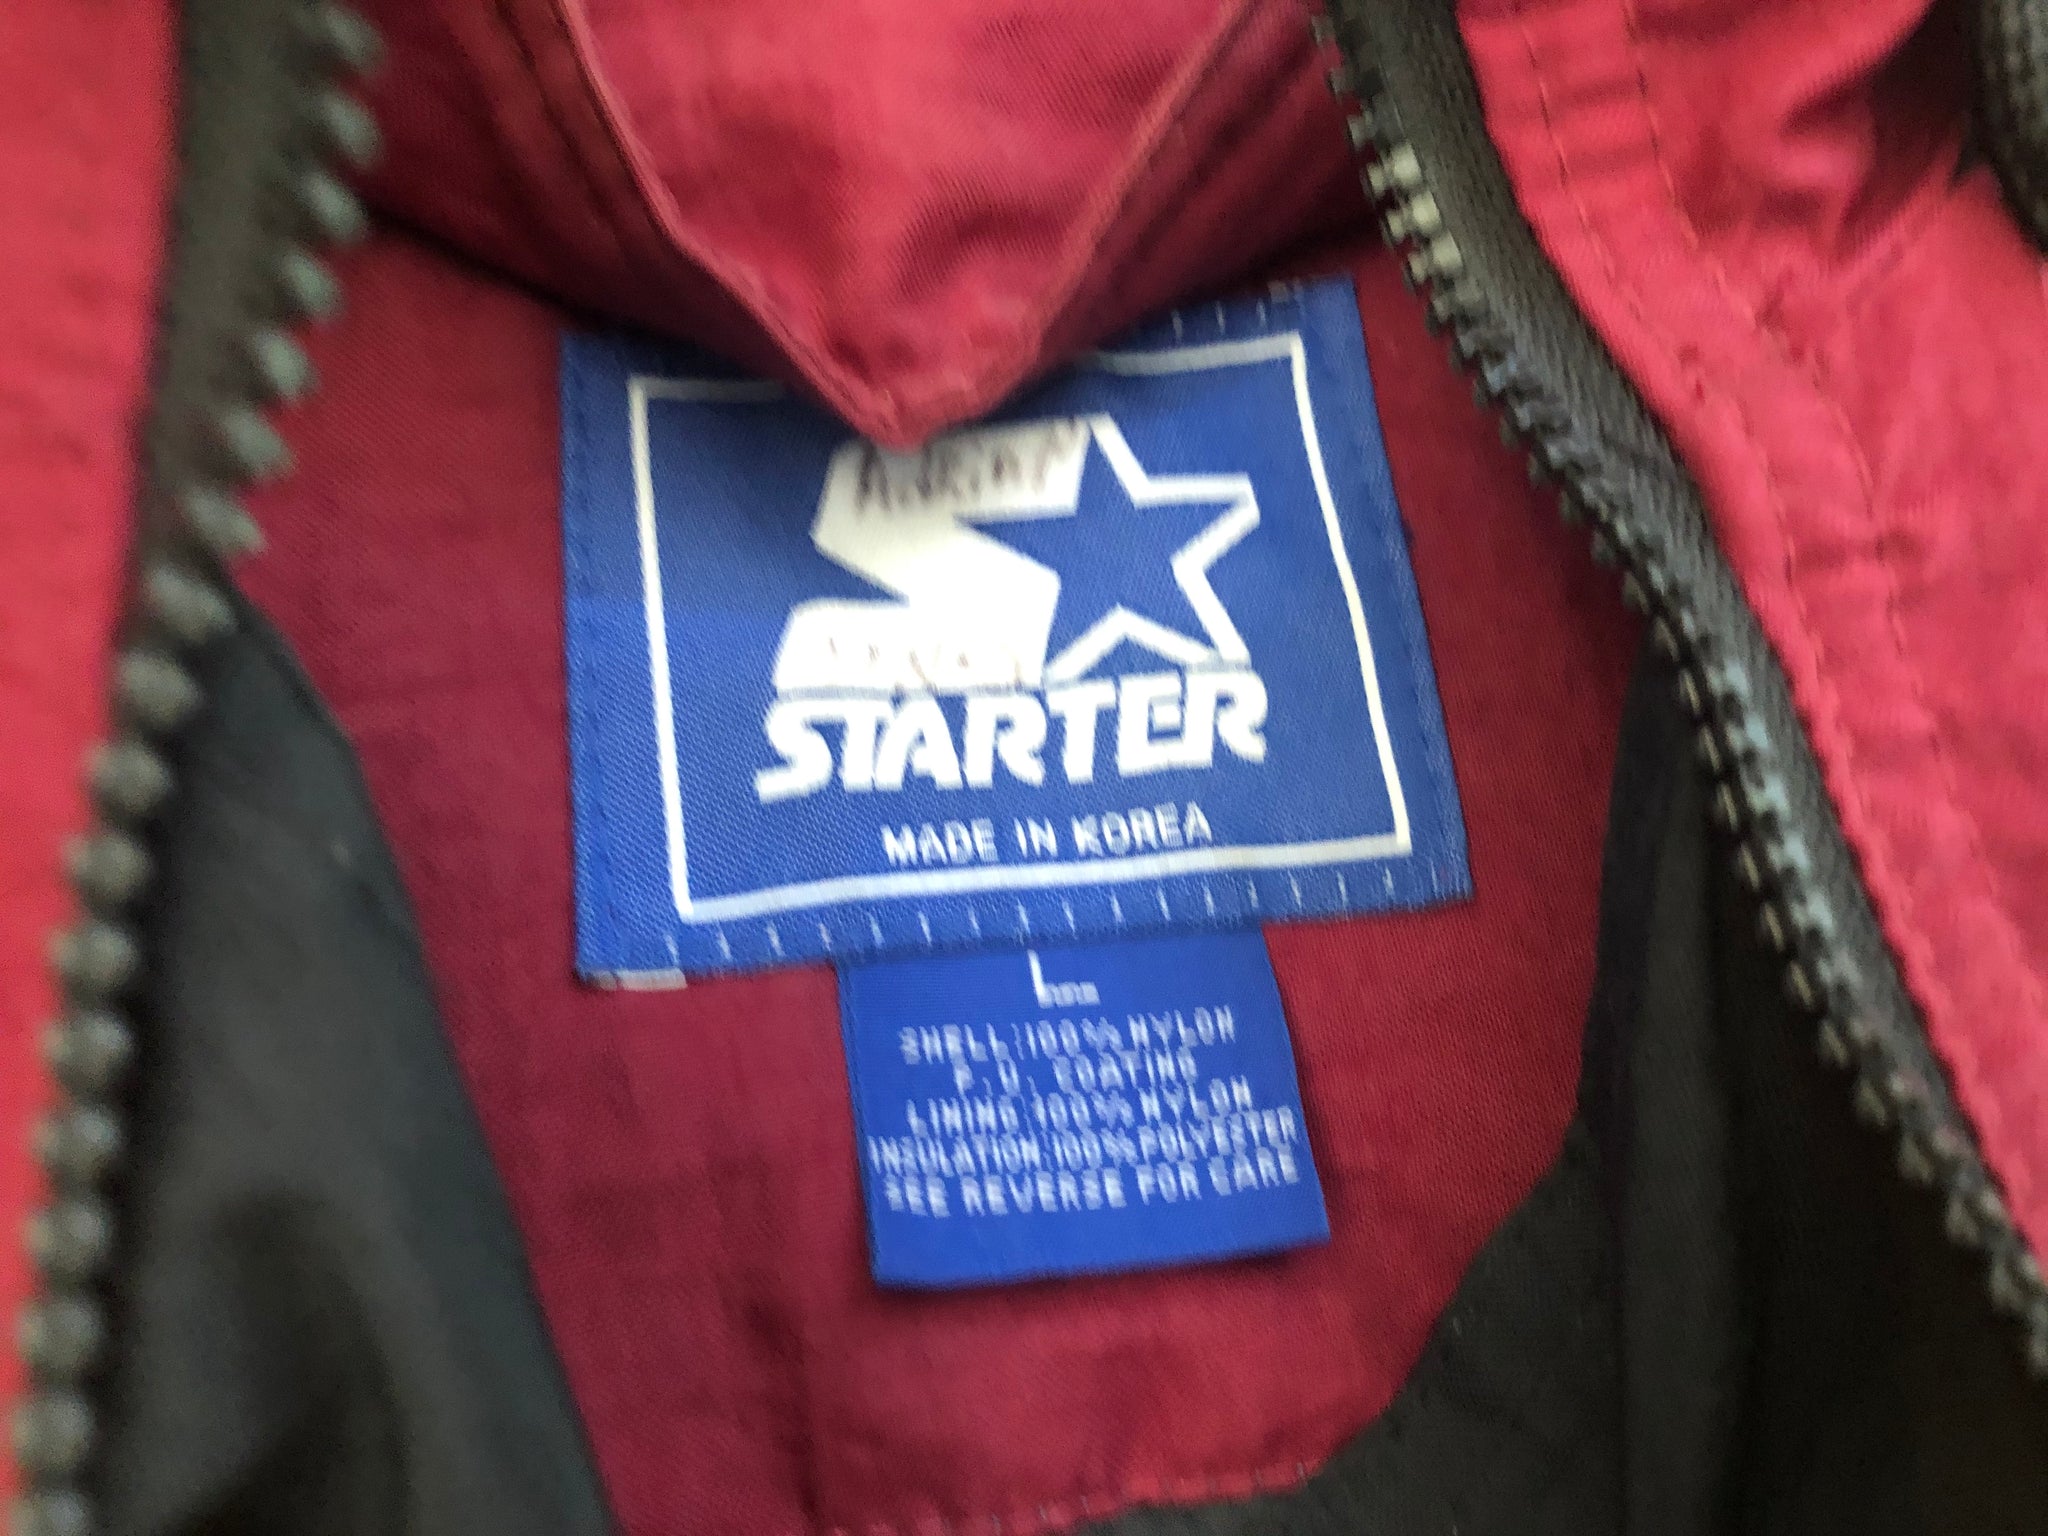 STARTER
MADE IN KOREA
L
SHELL:100% NYLON
P.U. COATING
LINING:100% NYLON
INSULATION:100% POLYESTER
SEE REVERSE FOR CARE